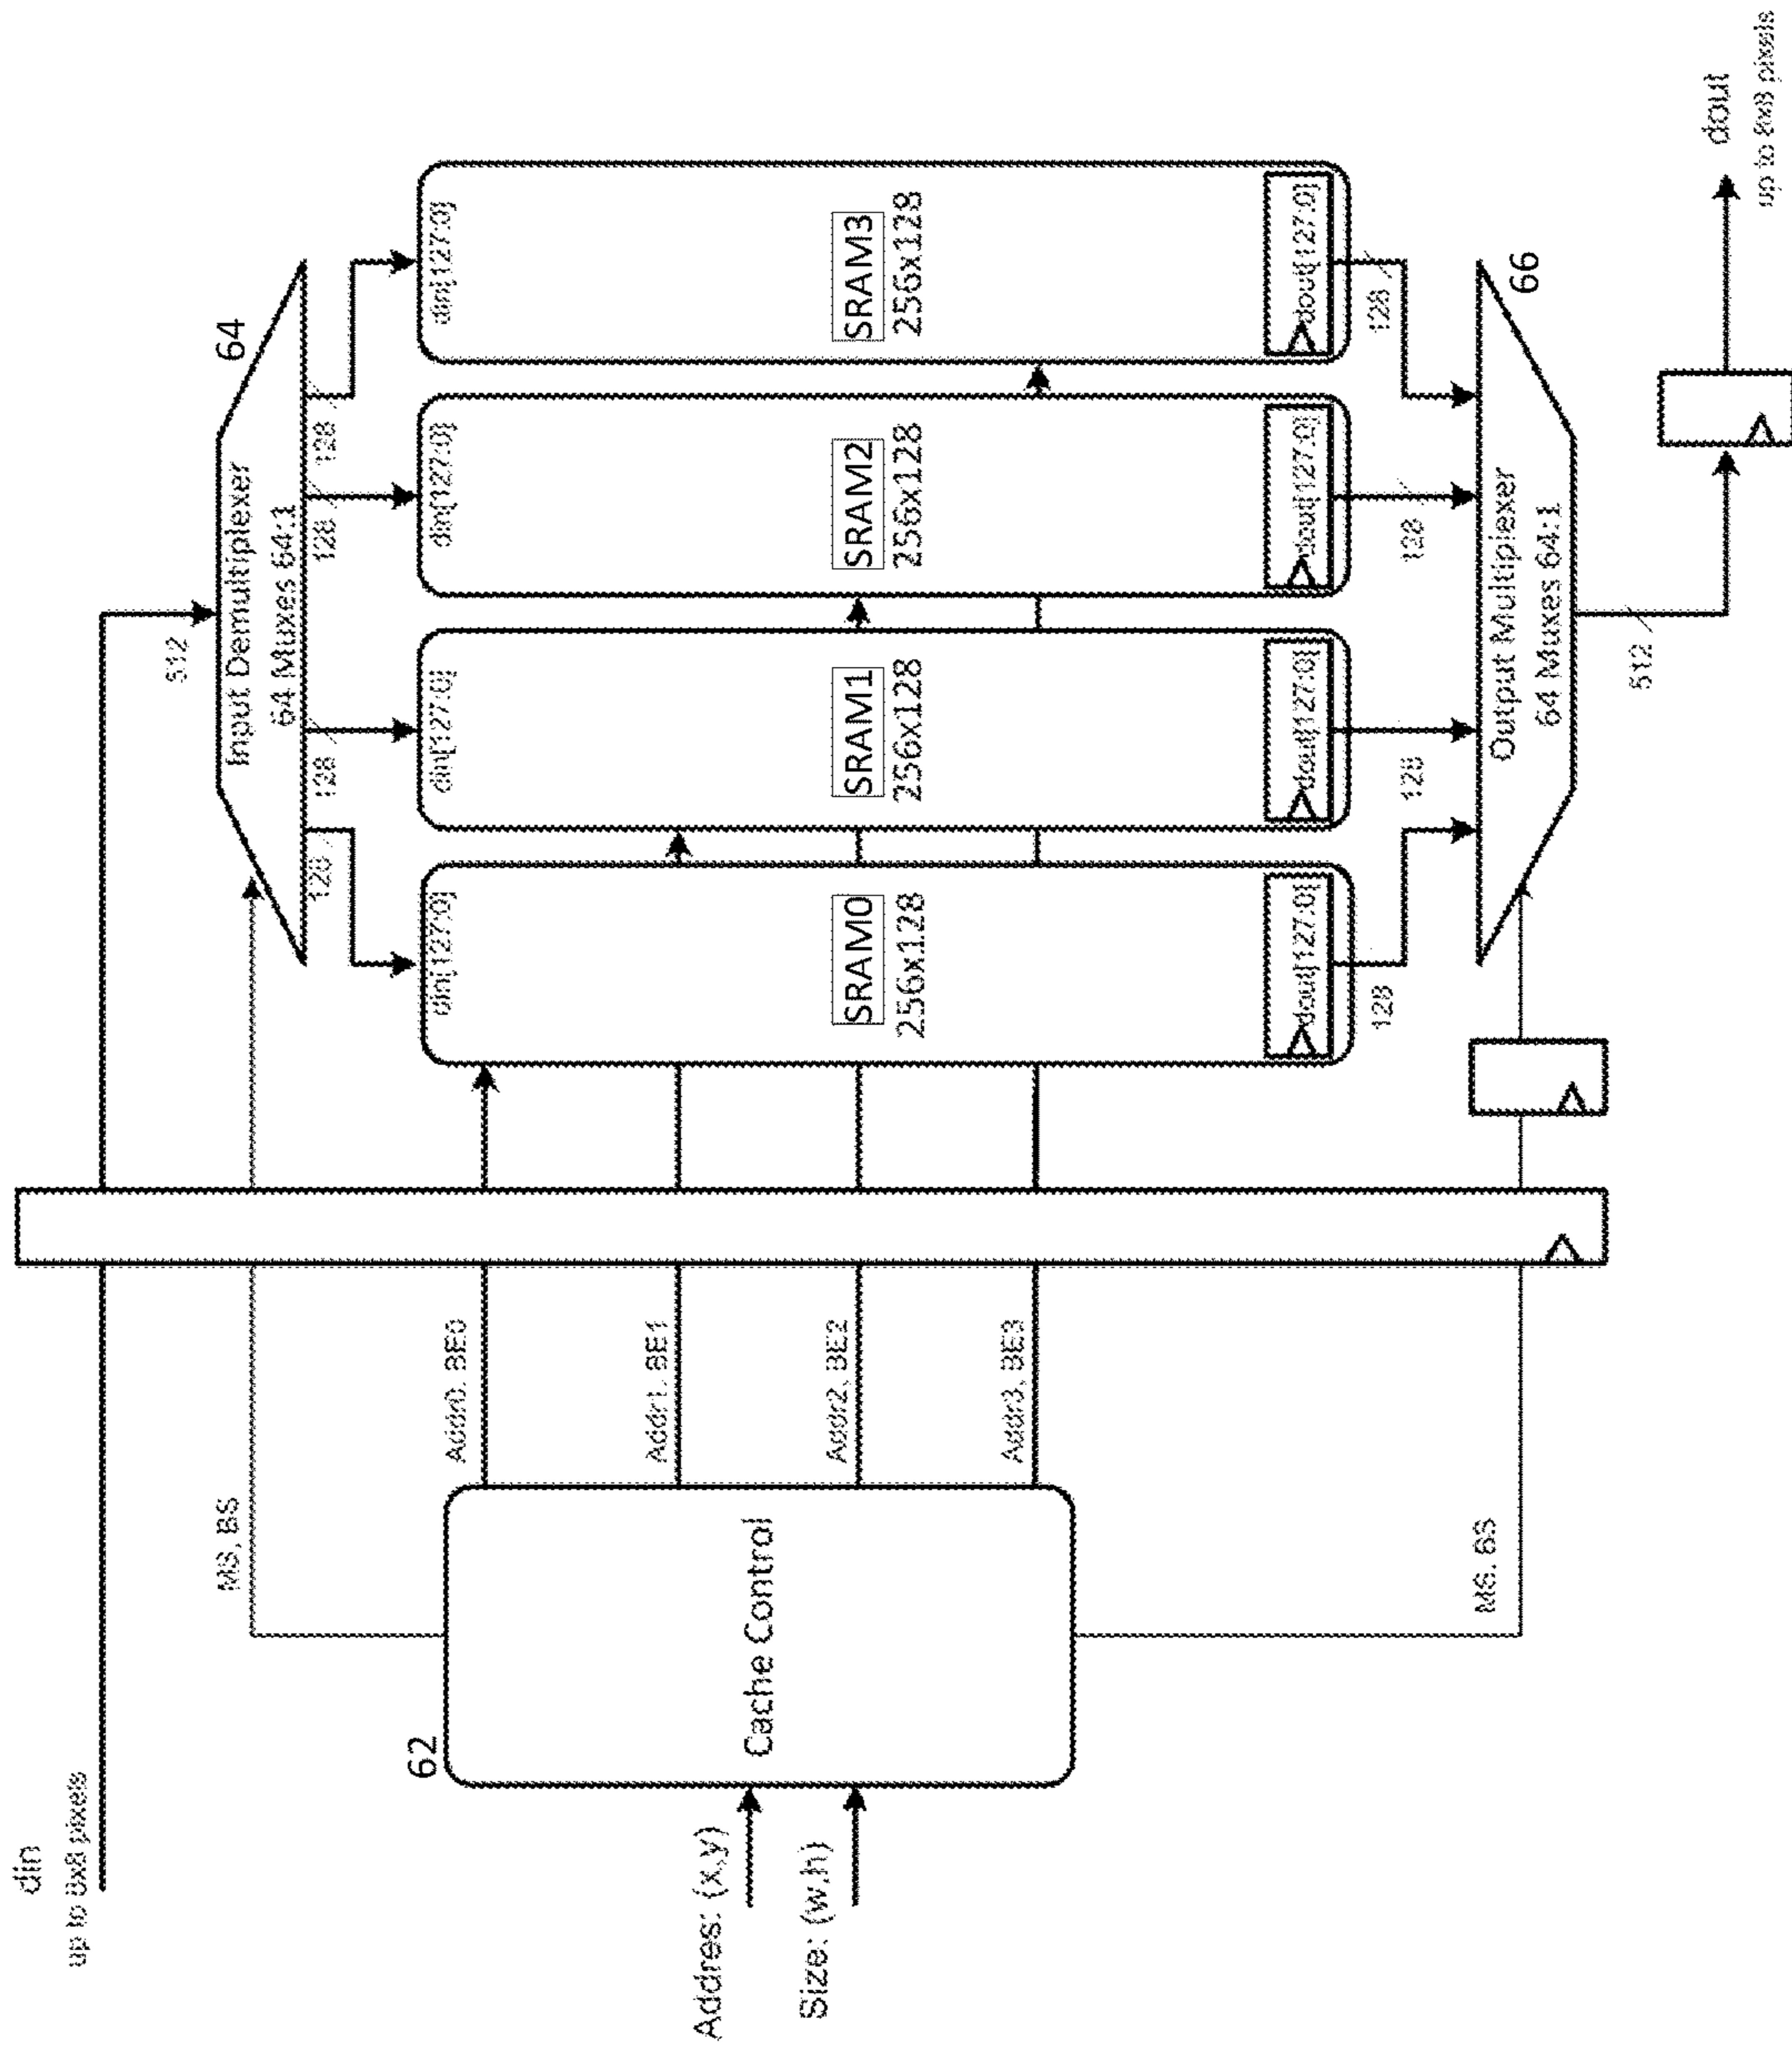 din
up to 8x8 pixels
Addres: (x,y)
Size: (w,h)
62
Cache Control
MS, BS
Addr0, BE0
Addr1, BE1
Addr2, BE2
Addr3, BE3
MS, BS
512
64
Input Demultiplexer
64 Muxes 64:1
128
128
128
128
din[127:0]
SRAM0
256x128
dout[127:0]
din[127:0]
SRAM1
256x128
dout[127:0]
din[127:0]
SRAM2
256x128
dout[127:0]
din[127:0]
SRAM3
256x128
dout[127:0]
128
128
128
128
66
Output Multiplexer
64 Muxes 64:1
512
dout
up to 8x8 pixels